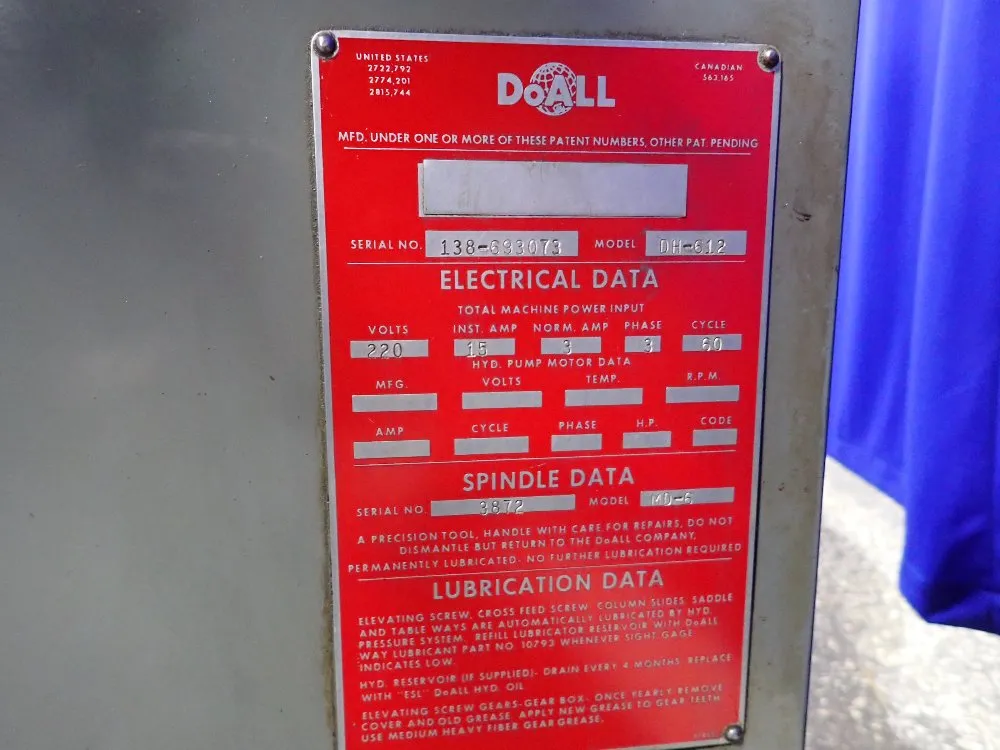 UNITED STATES
2722,792
2774,201
2815,744
CANADIAN
563,165
DoALL
MFD. UNDER ONE OR MORE OF THESE PATENT NUMBERS, OTHER PAT. PENDING
SERIAL NO. 138-693073 MODEL DH-612
ELECTRICAL DATA
TOTAL MACHINE POWER INPUT
VOLTS INST. AMP NORM. AMP PHASE CYCLE
220 15 3 3 60
HYD. PUMP MOTOR DATA
MFG. VOLTS TEMP. R.P.M.
AMP CYCLE PHASE H.P. CODE
SPINDLE DATA
SERIAL NO. 3872 MODEL MD-6
A PRECISION TOOL, HANDLE WITH CARE FOR REPAIRS, DO NOT
DISMANTLE BUT RETURN TO THE DoALL COMPANY,
PERMANENTLY LUBRICATED- NO FURTHER LUBRICATION REQUIRED
LUBRICATION DATA
ELEVATING SCREW, CROSS FEED SCREW, COLUMN SLIDES, SADDLE
AND TABLE WAYS ARE AUTOMATICALLY LUBRICATED BY HYD.
PRESSURE SYSTEM. REFILL LUBRICATOR RESERVOIR WITH DoALL
WAY LUBRICANT PART NO. 10793 WHENEVER SIGHT GAGE
INDICATES LOW.
HYD. RESERVOIR (IF SUPPLIED)- DRAIN EVERY 4 MONTHS. REPLACE
WITH "ESL" DoALL HYD. OIL
ELEVATING SCREW GEARS-GEAR BOX- ONCE YEARLY REMOVE
COVER AND OLD GREASE. APPLY NEW GREASE TO GEAR TEETH.
USE MEDIUM HEAVY FIBER GEAR GREASE.